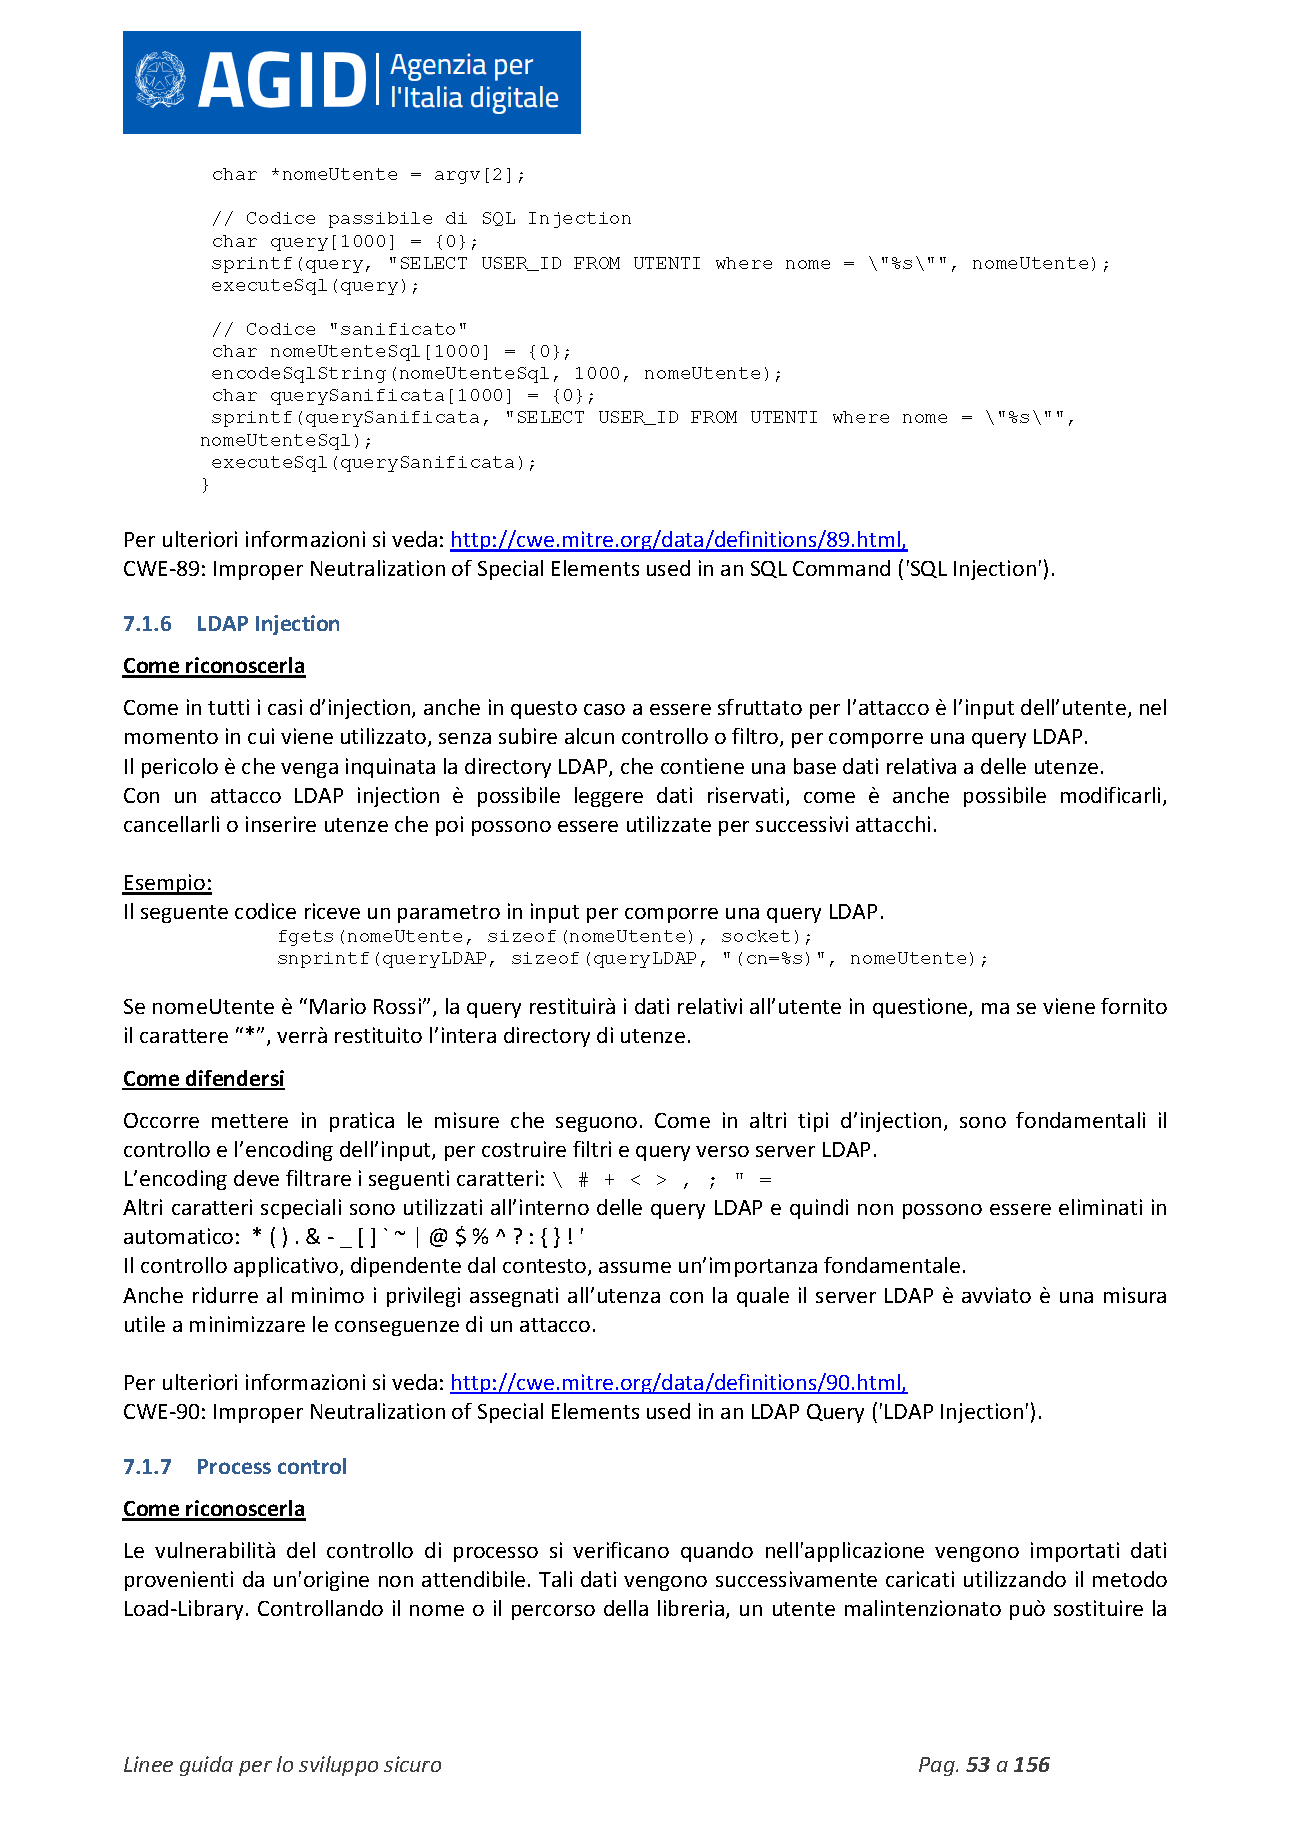 AGID
Agenzia per
l'Italia digitale
char *nomeUtente = argv[2];
// Codice passibile di SQL Injection
char query[1000] = {0};
sprintf(query, "SELECT USER_ID FROM UTENTI where nome = \"%s\"", nomeUtente);
executeSql(query);
// Codice "sanificato"
char nomeUtenteSql[1000] = {0};
encodeSqlString(nomeUtenteSql, 1000, nomeUtente);
char querySanificata[1000] = {0};
sprintf(querySanificata, "SELECT USER_ID FROM UTENTI where nome = \"%s\"",
nomeUtenteSql);
executeSql(querySanificata);
}
Per ulteriori informazioni si veda: http://cwe.mitre.org/data/definitions/89.html,
CWE-89: Improper Neutralization of Special Elements used in an SQL Command ('SQL Injection').
7.1.6 LDAP Injection
Come riconoscerla
Come in tutti i casi d’injection, anche in questo caso a essere sfruttato per l’attacco è l’input dell’utente, nel
momento in cui viene utilizzato, senza subire alcun controllo o filtro, per comporre una query LDAP.
Il pericolo è che venga inquinata la directory LDAP, che contiene una base dati relativa a delle utenze.
Con un attacco LDAP injection è possibile leggere dati riservati, come è anche possibile modificarli,
cancellarli o inserire utenze che poi possono essere utilizzate per successivi attacchi.
Esempio:
Il seguente codice riceve un parametro in input per comporre una query LDAP.
fgets(nomeUtente, sizeof(nomeUtente), socket);
snprintf(queryLDAP, sizeof(queryLDAP, "(cn=%s)", nomeUtente);
Se nomeUtente è “Mario Rossi”, la query restituirà i dati relativi all’utente in questione, ma se viene fornito
il carattere “*”, verrà restituito l’intera directory di utenze.
Come difendersi
Occorre mettere in pratica le misure che seguono. Come in altri tipi d’injection, sono fondamentali il
controllo e l’encoding dell’input, per costruire filtri e query verso server LDAP.
L’encoding deve filtrare i seguenti caratteri: \ # + < > , ; " =
Altri caratteri scpeciali sono utilizzati all’interno delle query LDAP e quindi non possono essere eliminati in
automatico: * ( ) . & - _ [ ] ` ~ | @ $ % ^ ? : { } ! '
Il controllo applicativo, dipendente dal contesto, assume un’importanza fondamentale.
Anche ridurre al minimo i privilegi assegnati all’utenza con la quale il server LDAP è avviato è una misura
utile a minimizzare le conseguenze di un attacco.
Per ulteriori informazioni si veda: http://cwe.mitre.org/data/definitions/90.html,
CWE-90: Improper Neutralization of Special Elements used in an LDAP Query ('LDAP Injection').
7.1.7 Process control
Come riconoscerla
Le vulnerabilità del controllo di processo si verificano quando nell'applicazione vengono importati dati
provenienti da un'origine non attendibile. Tali dati vengono successivamente caricati utilizzando il metodo
Load-Library. Controllando il nome o il percorso della libreria, un utente malintenzionato può sostituire la
Linee guida per lo sviluppo sicuro Pag. 53 a 156